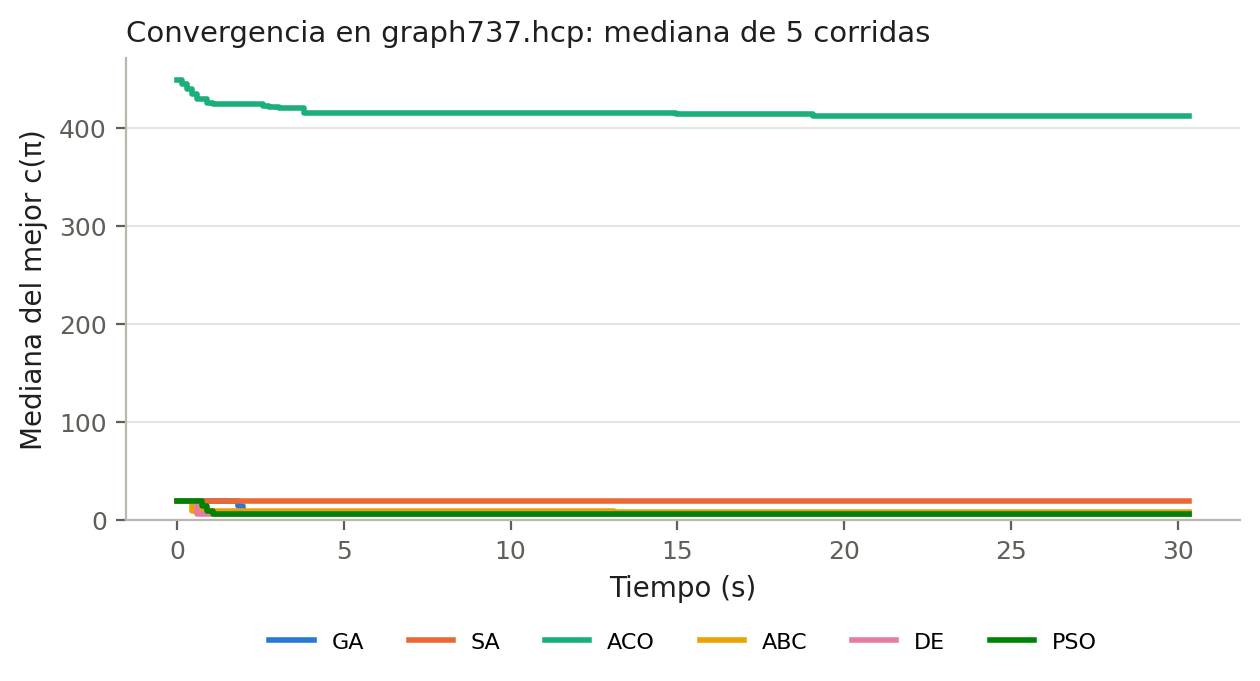 Convergencia en graph737.hcp: mediana de 5 corridas
Mediana del mejor c(π)
400
300
200
100
0
0 5 10 15 20 25 30
Tiempo (s)
GA SA ACO ABC DE PSO